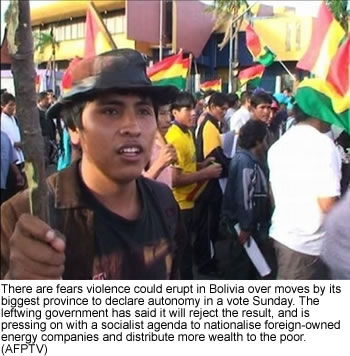 There are fears violence could erupt in Bolivia over moves by its
biggest province to declare autonomy in a vote Sunday. The
leftwing government has said it will reject the result, and is
pressing on with a socialist agenda to nationalise foreign-owned
energy companies and distribute more wealth to the poor.
(AFPTV)